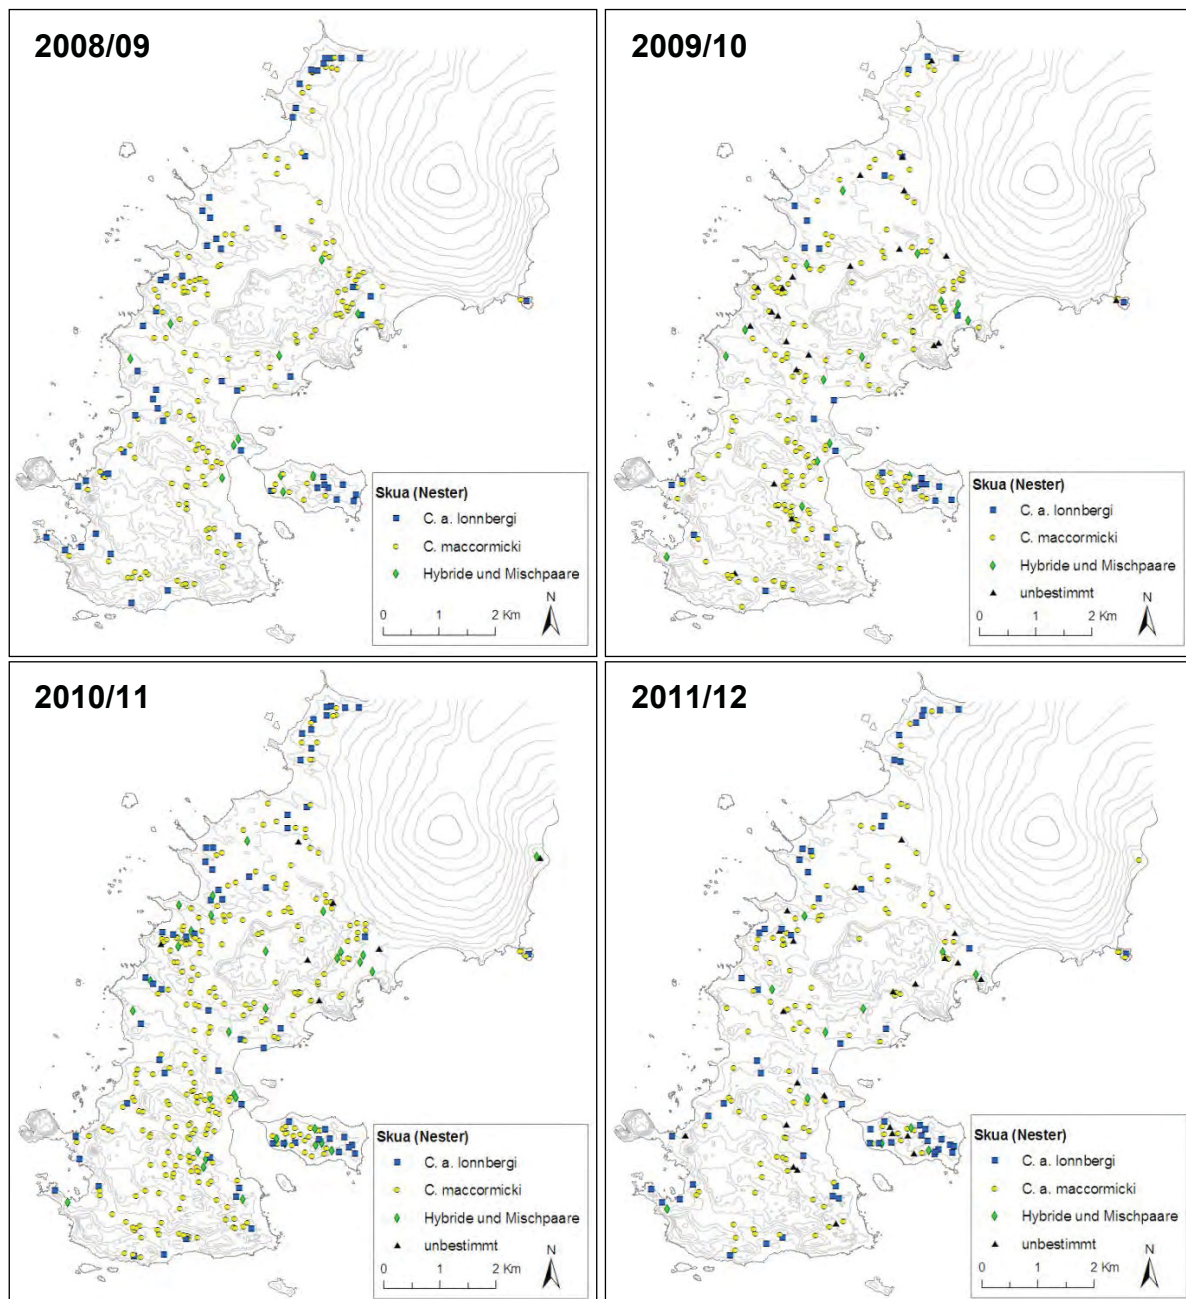 2008/09
Skua (Nester)
C. a. lonnbergi
C. maccormicki
Hybride und Mischpaare
N
0 1 2 Km
2009/10
Skua (Nester)
C. a. lonnbergi
C. maccormicki
Hybride und Mischpaare
unbestimmt
N
0 1 2 Km
2010/11
Skua (Nester)
C. a. lonnbergi
C. maccormicki
Hybride und Mischpaare
unbestimmt
N
0 1 2 Km
2011/12
Skua (Nester)
C. a. lonnbergi
C. a. maccormicki
Hybride und Mischpaare
unbestimmt
N
0 1 2 Km